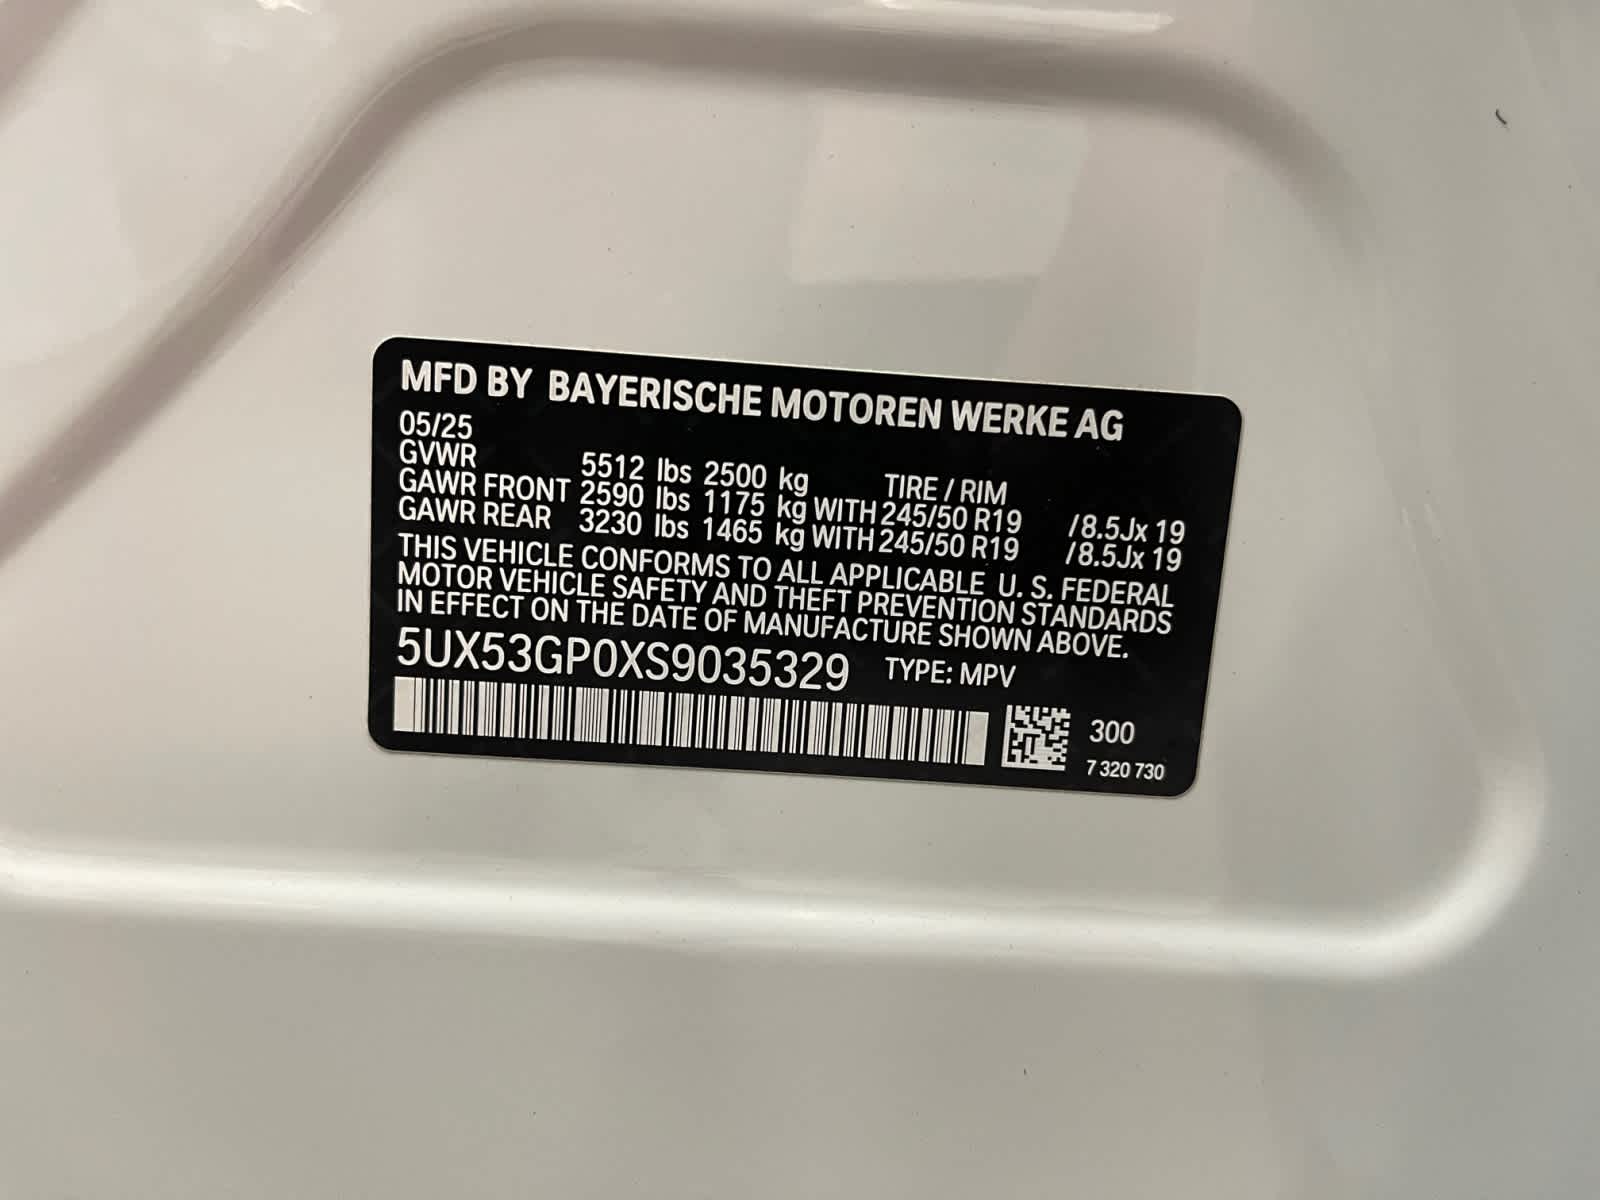 MFD BY BAYERISCHE MOTOREN WERKE AG
05/25
GVWR 5512 lbs 2500 kg TIRE / RIM
GAWR FRONT 2590 lbs 1175 kg WITH 245/50 R19 /8.5Jx 19
GAWR REAR 3230 lbs 1465 kg WITH 245/50 R19 /8.5Jx 19
THIS VEHICLE CONFORMS TO ALL APPLICABLE U. S. FEDERAL
MOTOR VEHICLE SAFETY AND THEFT PREVENTION STANDARDS
IN EFFECT ON THE DATE OF MANUFACTURE SHOWN ABOVE.
5UX53GP0XS9035329 TYPE: MPV
300
7 320 730